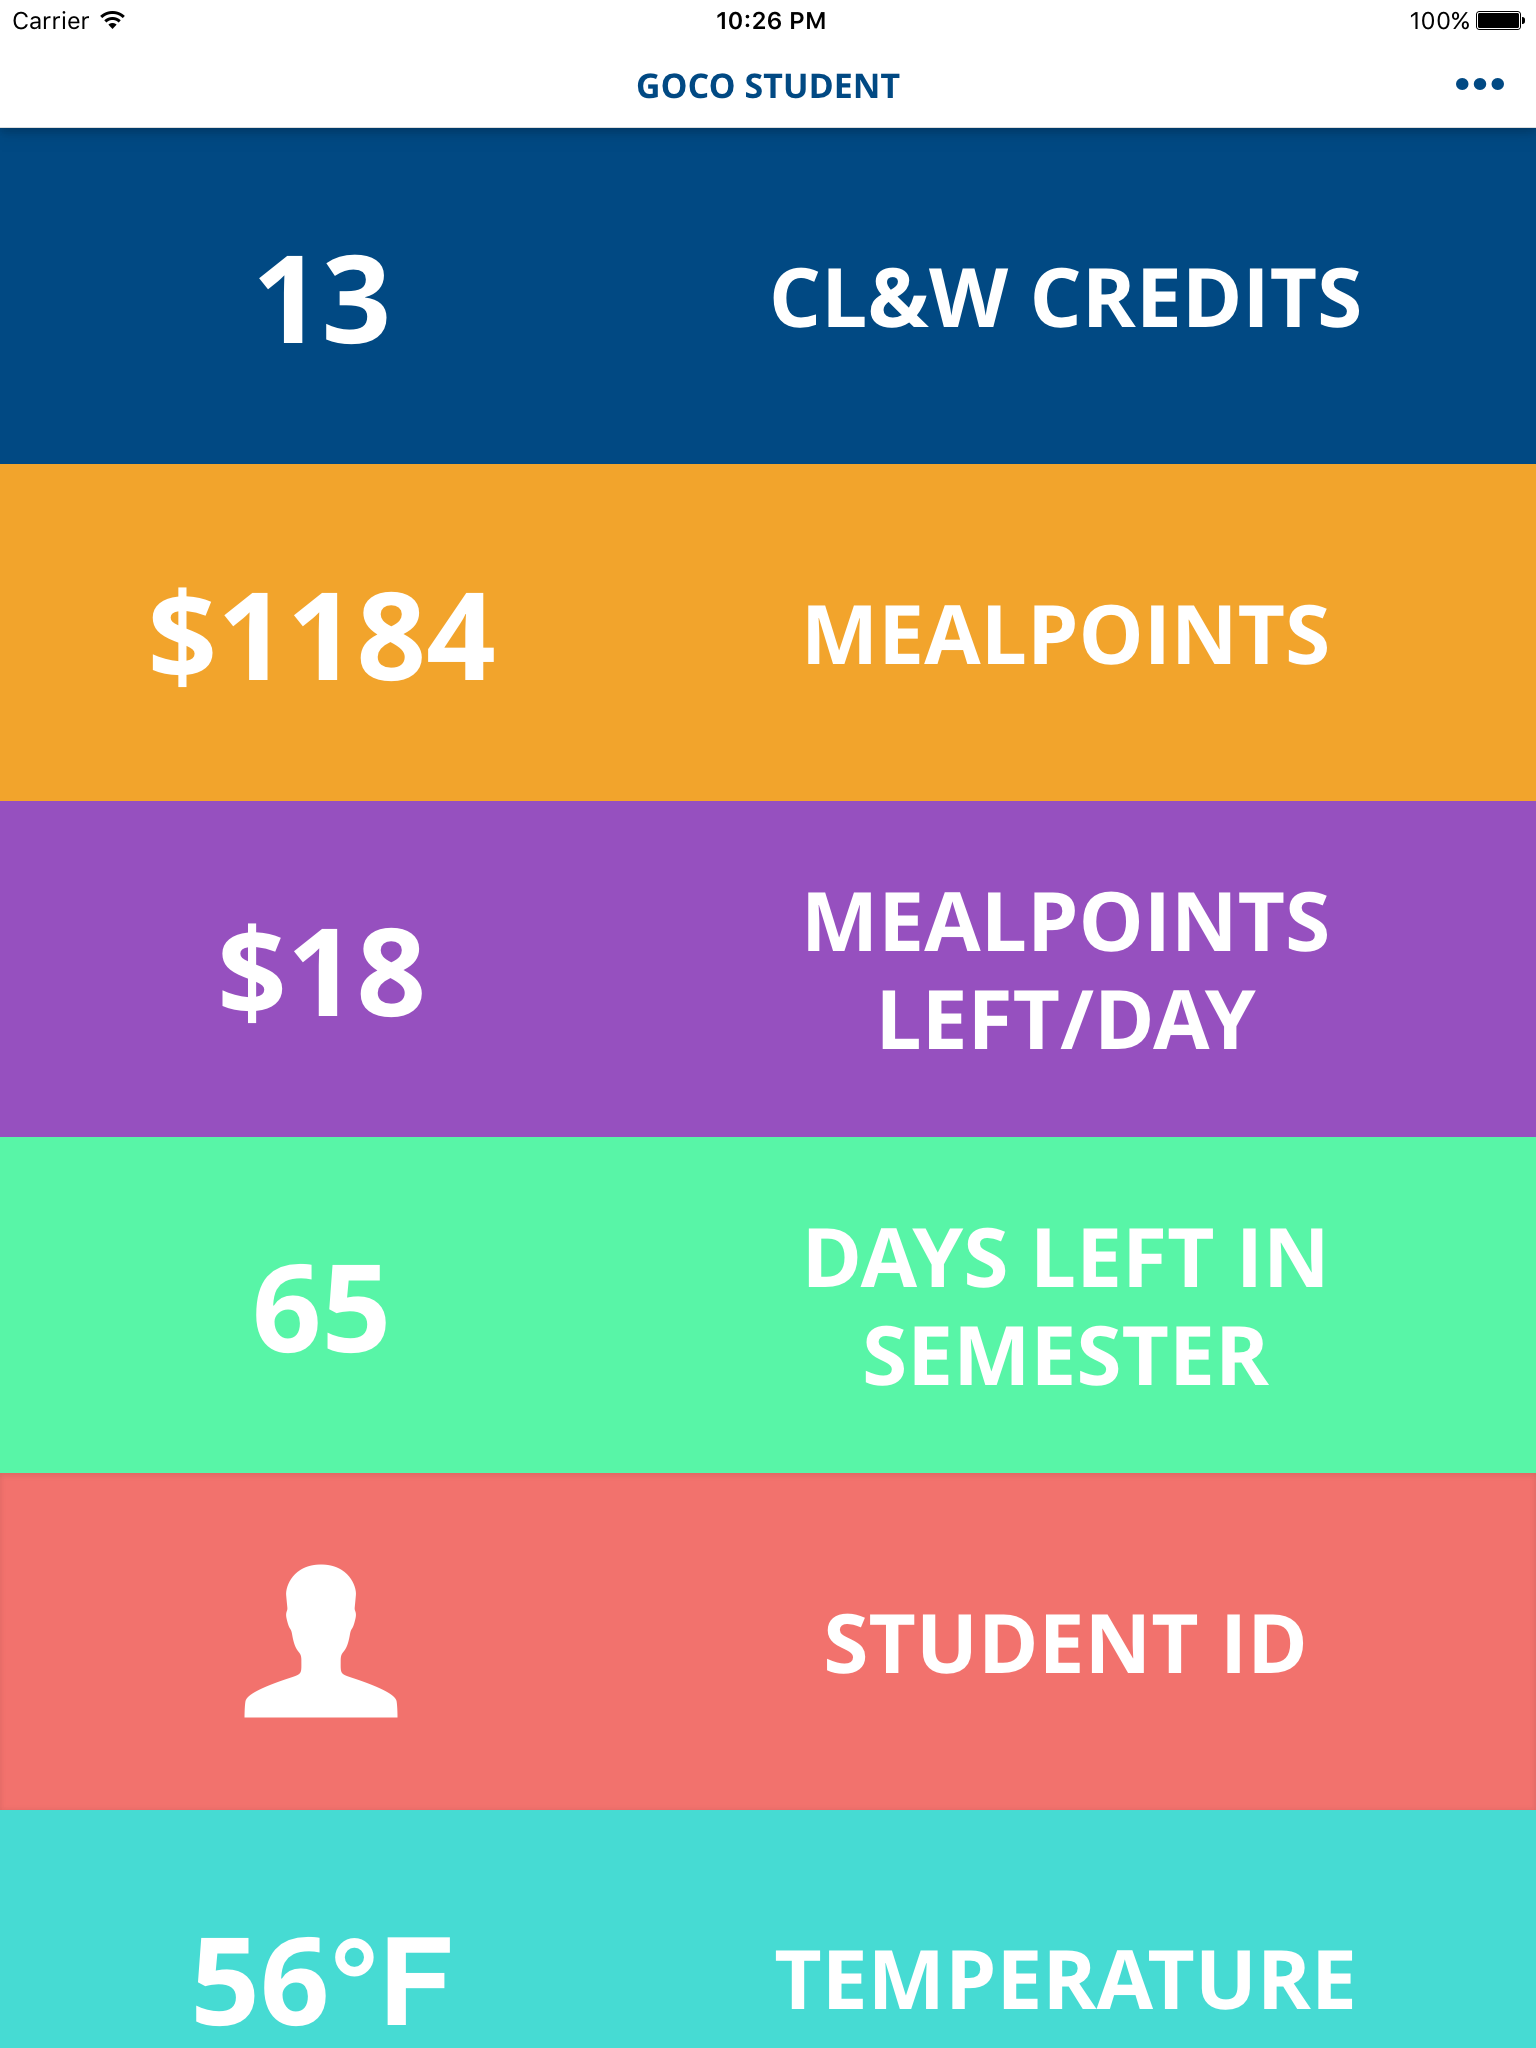 Carrier 10:26 PM 100%
GOCO STUDENT
13 CL&W CREDITS
$1184 MEALPOINTS
$18 MEALPOINTS
LEFT/DAY
65 DAYS LEFT IN
SEMESTER
STUDENT ID
56°F TEMPERATURE